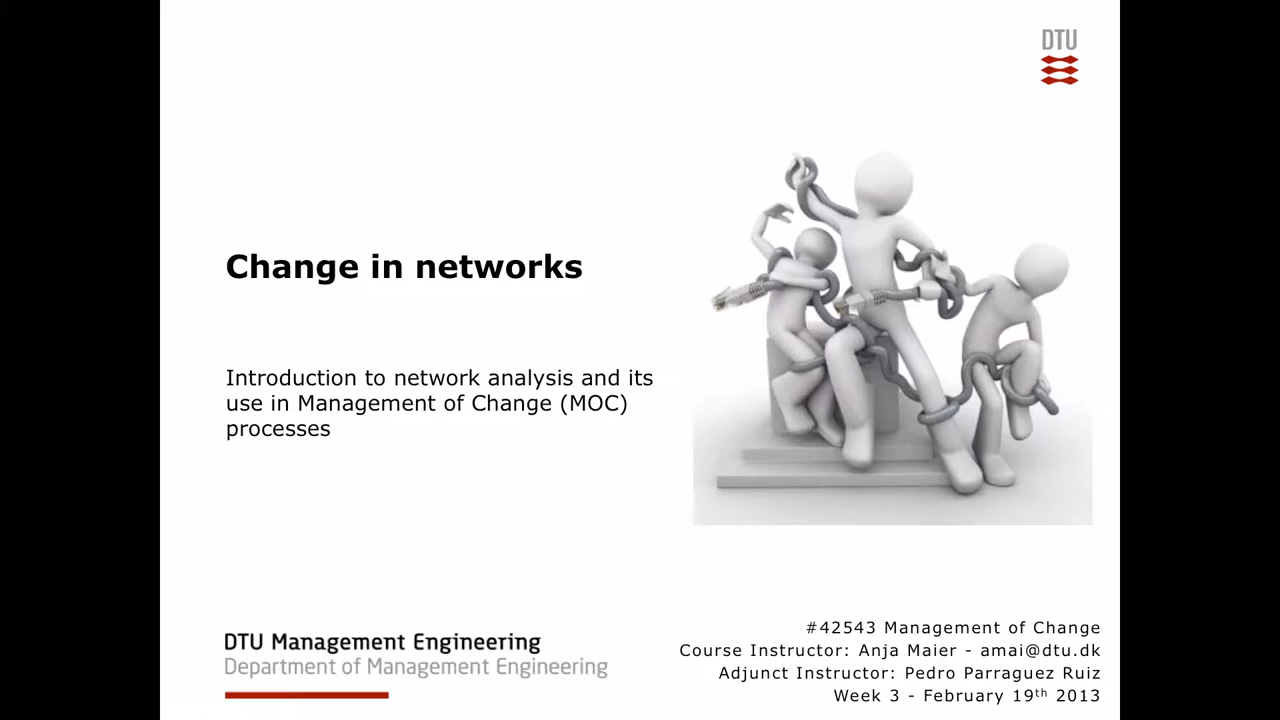 DTU
Change in networks
Introduction to network analysis and its
use in Management of Change (MOC)
processes
DTU Management Engineering
Department of Management Engineering
#42543 Management of Change
Course Instructor: Anja Maier - amai@dtu.dk
Adjunct Instructor: Pedro Parraguez Ruiz
Week 3 - February 19th 2013